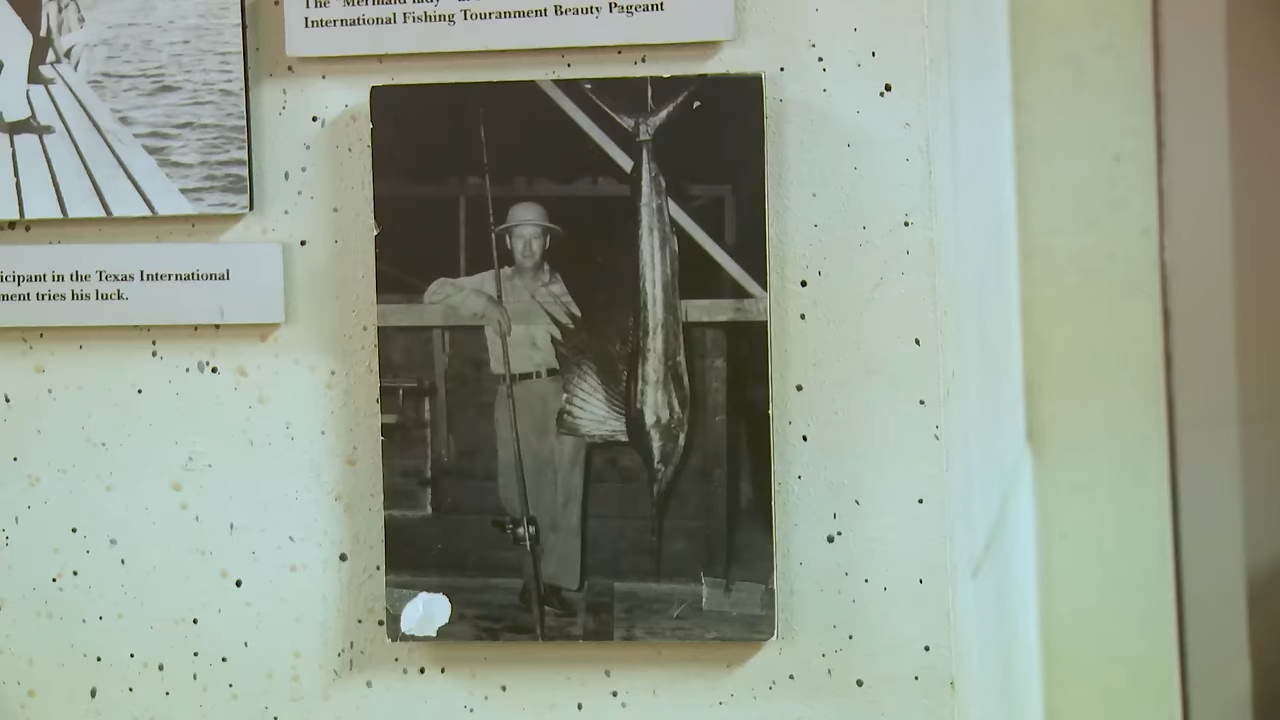 The "Mermaid lady"
International Fishing Touranment Beauty Pageant
icipant in the Texas International
ment tries his luck.